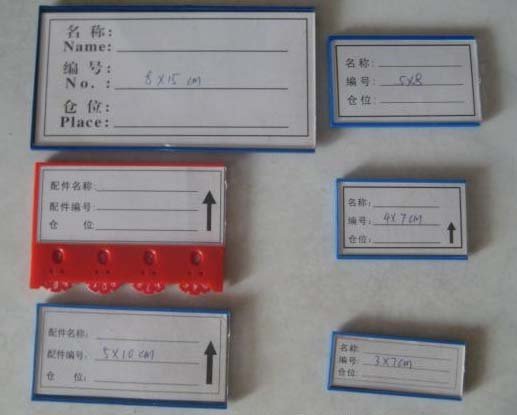 名 称:
Name:
编 号: 8X15 cm
No. :
仓 位:
Place:
名 称:
编 号: 5X8
仓 位:
配件名称:
配件编号:
仓 位:
名称:
编号: 4X7cm
仓位:
配件名称:
配件编号: 5X10cm
仓 位:
名称:
编号: 3X7cm
仓位: